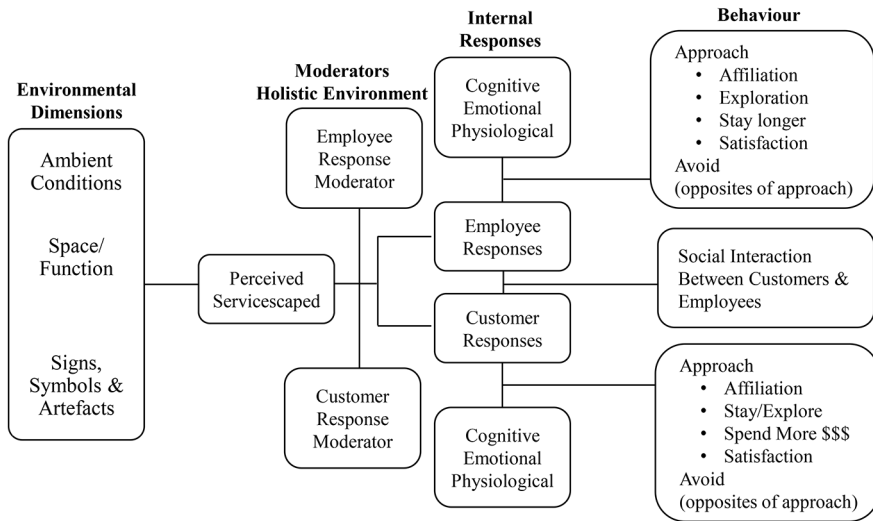 Environmental
Dimensions
Ambient
Conditions
Space/
Function
Signs,
Symbols &
Artefacts
Perceived
Servicescaped
Moderators
Holistic Environment
Employee
Response
Moderator
Customer
Response
Moderator
Internal
Responses
Cognitive
Emotional
Physiological
Employee
Responses
Customer
Responses
Cognitive
Emotional
Physiological
Behaviour
Approach
• Affiliation
• Exploration
• Stay longer
• Satisfaction
Avoid
(opposites of approach)
Social Interaction
Between Customers &
Employees
Approach
• Affiliation
• Stay/Explore
• Spend More $$$
• Satisfaction
Avoid
(opposites of approach)